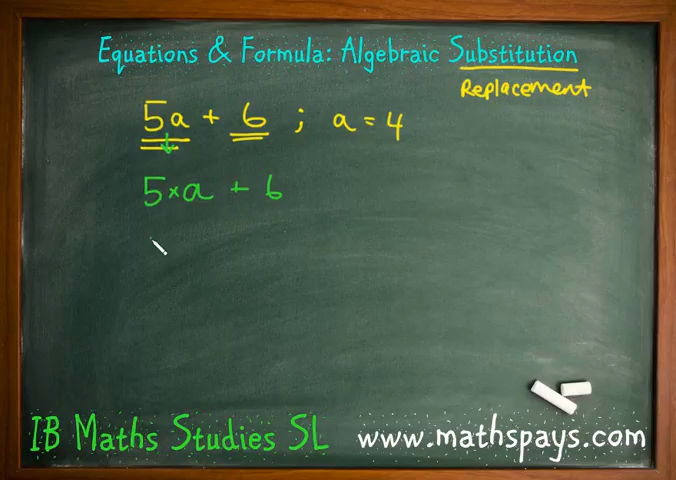 Equations & Formula: Algebraic Substitution
Replacement
5a + 6 ; a = 4
5×a + 6
IB Maths Studies SL www.mathspays.com